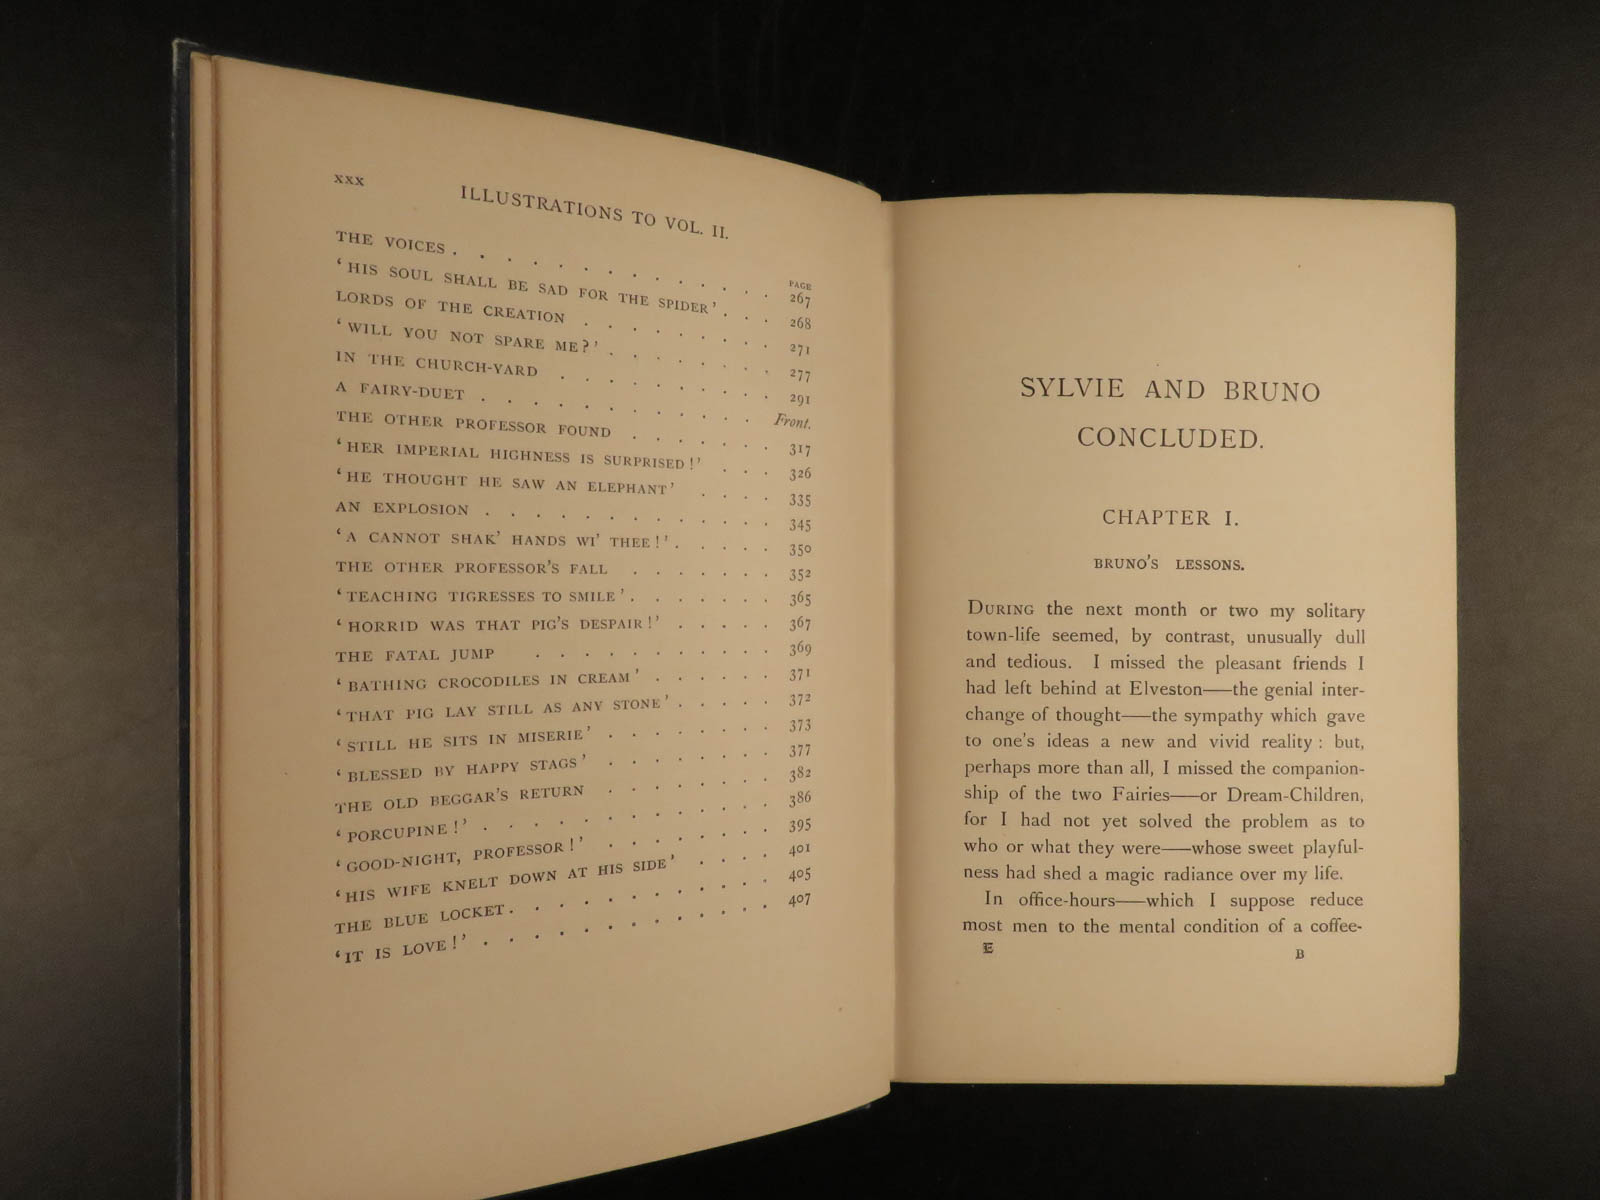 xxx ILLUSTRATIONS TO VOL. II.
PAGE
THE VOICES . . . . . . . . . . . . 267
'HIS SOUL SHALL BE SAD FOR THE SPIDER' . . . 268
LORDS OF THE CREATION . . . . . . . . 271
'WILL YOU NOT SPARE ME?' . . . . . . . 277
IN THE CHURCH-YARD . . . . . . . . . 291
A FAIRY-DUET . . . . . . . . . . . Front.
THE OTHER PROFESSOR FOUND . . . . . . 317
'HER IMPERIAL HIGHNESS IS SURPRISED!' . . . 326
'HE THOUGHT HE SAW AN ELEPHANT' . . . . 335
AN EXPLOSION . . . . . . . . . . . . 345
'A CANNOT SHAK' HANDS WI' THEE!' . . . . . 350
THE OTHER PROFESSOR'S FALL . . . . . . 352
'TEACHING TIGRESSES TO SMILE' . . . . . . . 365
'HORRID WAS THAT PIG'S DESPAIR!' . . . . . 367
THE FATAL JUMP . . . . . . . . . . 369
'BATHING CROCODILES IN CREAM' . . . . . . 371
'THAT PIG LAY STILL AS ANY STONE' . . . . . 372
'STILL HE SITS IN MISERIE' . . . . . . . 373
'BLESSED BY HAPPY STAGS' . . . . . . . 377
THE OLD BEGGAR'S RETURN . . . . . . . 382
'PORCUPINE!' . . . . . . . . . . . . 386
'GOOD-NIGHT, PROFESSOR!' . . . . . . . 395
'HIS WIFE KNELT DOWN AT HIS SIDE' . . . . 401
THE BLUE LOCKET . . . . . . . . . . . 405
'IT IS LOVE!' . . . . . . . . . . . . 407
SYLVIE AND BRUNO
CONCLUDED.
CHAPTER I.
BRUNO'S LESSONS.
DURING the next month or two my solitary
town-life seemed, by contrast, unusually dull
and tedious. I missed the pleasant friends I
had left behind at Elveston——the genial inter-
change of thought——the sympathy which gave
to one's ideas a new and vivid reality : but,
perhaps more than all, I missed the companion-
ship of the two Fairies——or Dream-Children,
for I had not yet solved the problem as to
who or what they were——whose sweet playful-
ness had shed a magic radiance over my life.
In office-hours——which I suppose reduce
most men to the mental condition of a coffee-
E B